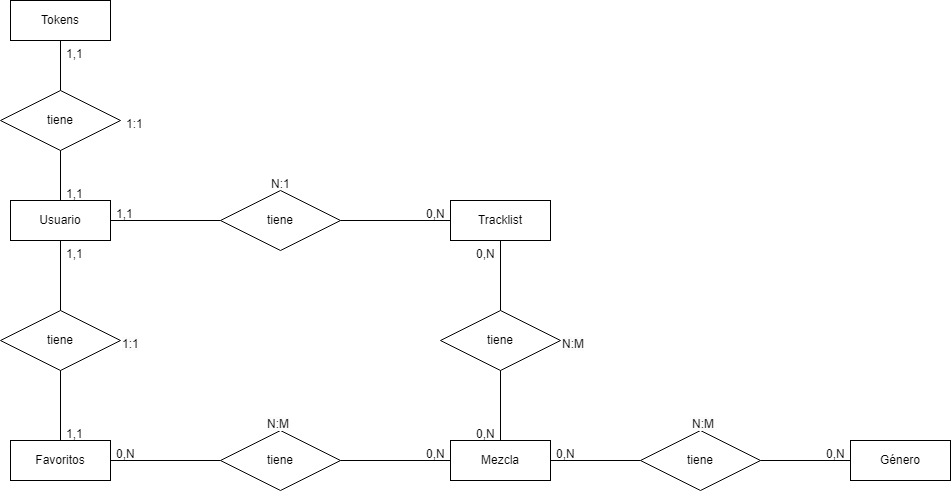 Tokens
1,1
tiene
1:1
1,1
N:1
Usuario
1,1
tiene
0,N
Tracklist
1,1
0,N
tiene
1:1
tiene
N:M
1,1
N:M
0,N
N:M
Favoritos
0,N
tiene
0,N
Mezcla
0,N
tiene
0,N
Género